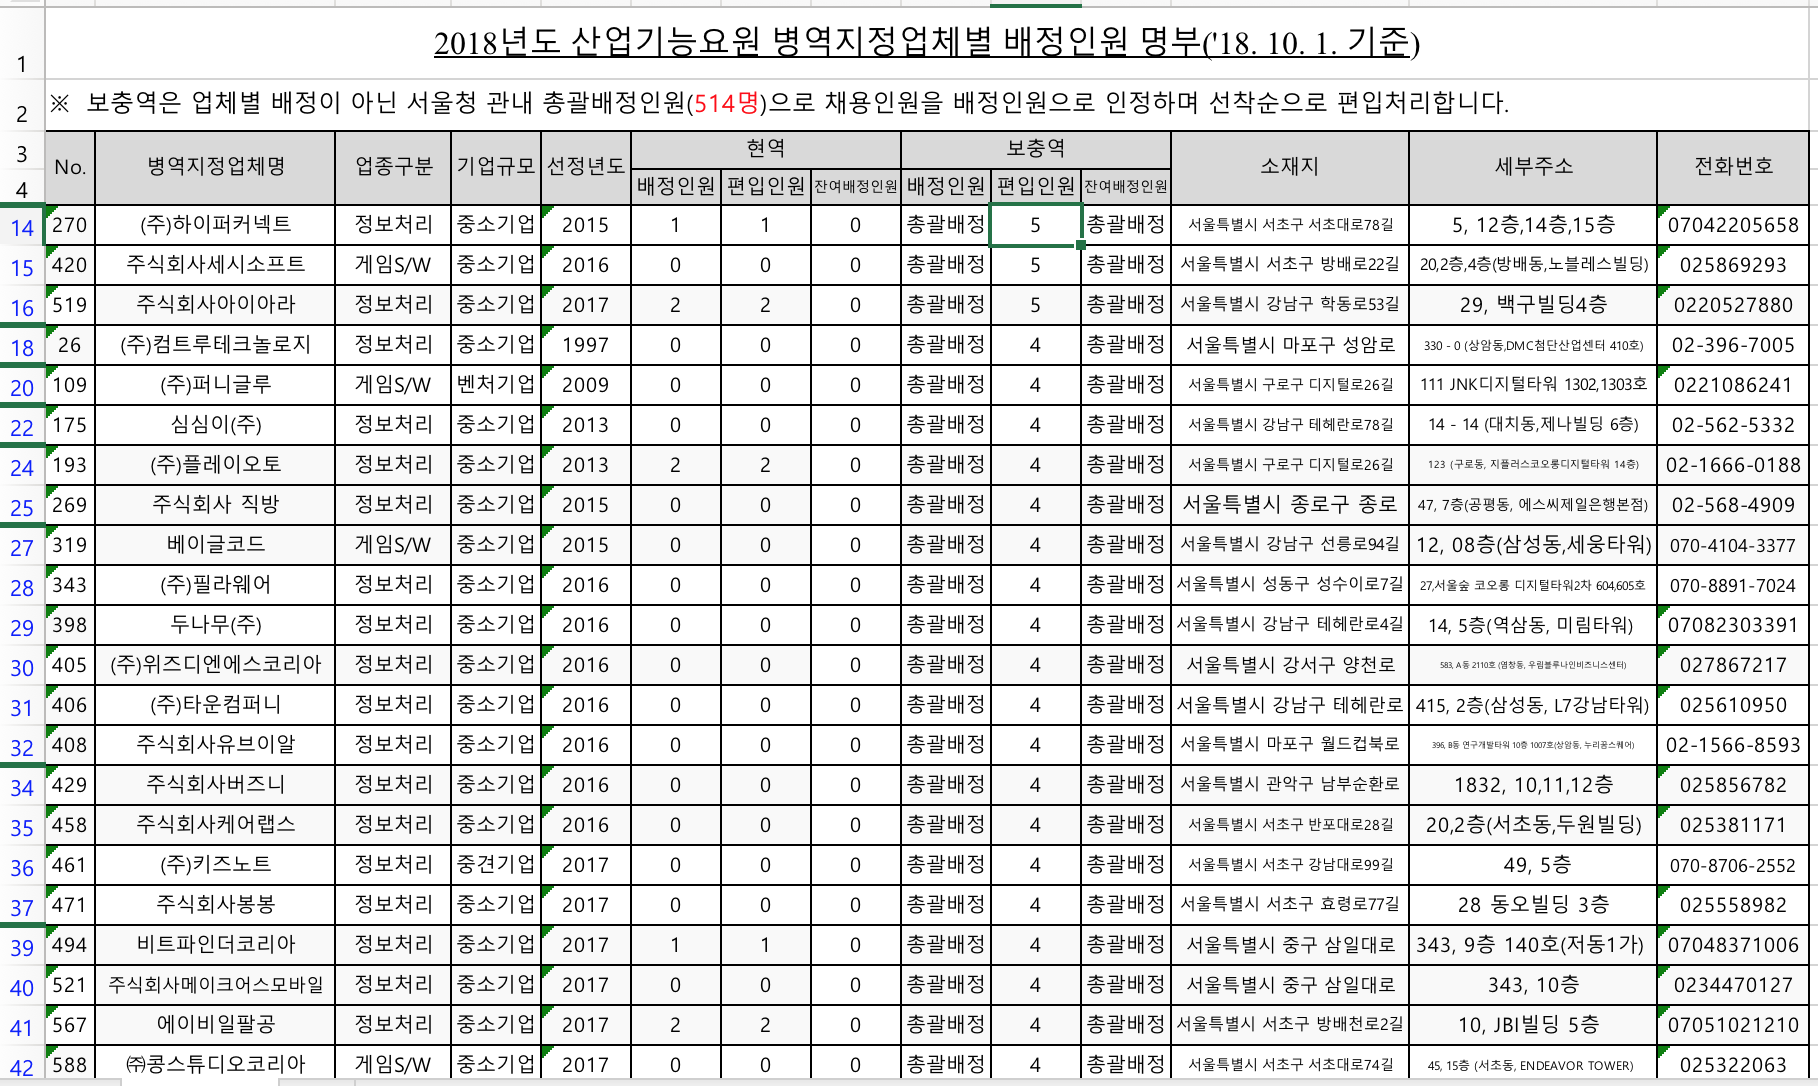 1 2018년도 산업기능요원 병역지정업체별 배정인원 명부('18. 10. 1. 기준)
2 ※ 보충역은 업체별 배정이 아닌 서울청 관내 총괄배정인원(514명)으로 채용인원을 배정인원으로 인정하며 선착순으로 편입처리합니다.
3 No. 병역지정업체명 업종구분 기업규모 선정년도 현역 보충역 소재지 세부주소 전화번호
4 배정인원 편입인원 잔여배정인원 배정인원 편입인원 잔여배정인원
14 270 (주)하이퍼커넥트 정보처리 중소기업 2015 1 1 0 총괄배정 5 총괄배정 서울특별시 서초구 서초대로78길 5, 12층,14층,15층 07042205658
15 420 주식회사세시소프트 게임S/W 중소기업 2016 0 0 0 총괄배정 5 총괄배정 서울특별시 서초구 방배로22길 20,2층,4층(방배동,노블레스빌딩) 025869293
16 519 주식회사아이아라 정보처리 중소기업 2017 2 2 0 총괄배정 5 총괄배정 서울특별시 강남구 학동로53길 29, 백구빌딩4층 0220527880
18 26 (주)컴트루테크놀로지 정보처리 중소기업 1997 0 0 0 총괄배정 4 총괄배정 서울특별시 마포구 성암로 330 - 0 (상암동,DMC첨단산업센터 410호) 02-396-7005
20 109 (주)퍼니글루 게임S/W 벤처기업 2009 0 0 0 총괄배정 4 총괄배정 서울특별시 구로구 디지털로26길 111 JNK디지털타워 1302,1303호 0221086241
22 175 심심이(주) 정보처리 중소기업 2013 0 0 0 총괄배정 4 총괄배정 서울특별시 강남구 테헤란로78길 14 - 14 (대치동,제나빌딩 6층) 02-562-5332
24 193 (주)플레이오토 정보처리 중소기업 2013 2 2 0 총괄배정 4 총괄배정 서울특별시 구로구 디지털로26길 123 (구로동, 지플러스코오롱디지털타워 14층) 02-1666-0188
25 269 주식회사 직방 정보처리 중소기업 2015 0 0 0 총괄배정 4 총괄배정 서울특별시 종로구 종로 47, 7층(공평동, 에스씨제일은행본점) 02-568-4909
27 319 베이글코드 게임S/W 중소기업 2015 0 0 0 총괄배정 4 총괄배정 서울특별시 강남구 선릉로94길 12, 08층(삼성동,세웅타워) 070-4104-3377
28 343 (주)필라웨어 정보처리 중소기업 2016 0 0 0 총괄배정 4 총괄배정 서울특별시 성동구 성수이로7길 27,서울숲 코오롱 디지털타워2차 604,605호 070-8891-7024
29 398 두나무(주) 정보처리 중소기업 2016 0 0 0 총괄배정 4 총괄배정 서울특별시 강남구 테헤란로4길 14, 5층(역삼동, 미림타워) 07082303391
30 405 (주)위즈디엔에스코리아 정보처리 중소기업 2016 0 0 0 총괄배정 4 총괄배정 서울특별시 강서구 양천로 583, A동 2110호 (염창동, 우림블루나인비즈니스센터) 027867217
31 406 (주)타운컴퍼니 정보처리 중소기업 2016 0 0 0 총괄배정 4 총괄배정 서울특별시 강남구 테헤란로 415, 2층(삼성동, L7강남타워) 025610950
32 408 주식회사유브이알 정보처리 중소기업 2016 0 0 0 총괄배정 4 총괄배정 서울특별시 마포구 월드컵북로 396, B동 연구개발타워 10층 1007호(상암동, 누리꿈스퀘어) 02-1566-8593
34 429 주식회사버즈니 정보처리 중소기업 2016 0 0 0 총괄배정 4 총괄배정 서울특별시 관악구 남부순환로 1832, 10,11,12층 025856782
35 458 주식회사케어랩스 정보처리 중소기업 2016 0 0 0 총괄배정 4 총괄배정 서울특별시 서초구 반포대로28길 20,2층(서초동,두원빌딩) 025381171
36 461 (주)키즈노트 정보처리 중견기업 2017 0 0 0 총괄배정 4 총괄배정 서울특별시 서초구 강남대로99길 49, 5층 070-8706-2552
37 471 주식회사봉봉 정보처리 중소기업 2017 0 0 0 총괄배정 4 총괄배정 서울특별시 서초구 효령로77길 28 동오빌딩 3층 025558982
39 494 비트파인더코리아 정보처리 중소기업 2017 1 1 0 총괄배정 4 총괄배정 서울특별시 중구 삼일대로 343, 9층 140호(저동1가) 07048371006
40 521 주식회사메이크어스모바일 정보처리 중소기업 2017 0 0 0 총괄배정 4 총괄배정 서울특별시 중구 삼일대로 343, 10층 0234470127
41 567 에이비일팔공 정보처리 중소기업 2017 2 2 0 총괄배정 4 총괄배정 서울특별시 서초구 방배천로2길 10, JBI빌딩 5층 07051021210
42 588 ㈜콩스튜디오코리아 게임S/W 중소기업 2017 0 0 0 총괄배정 4 총괄배정 서울특별시 서초구 서초대로74길 45, 15층 (서초동, ENDEAVOR TOWER) 025322063